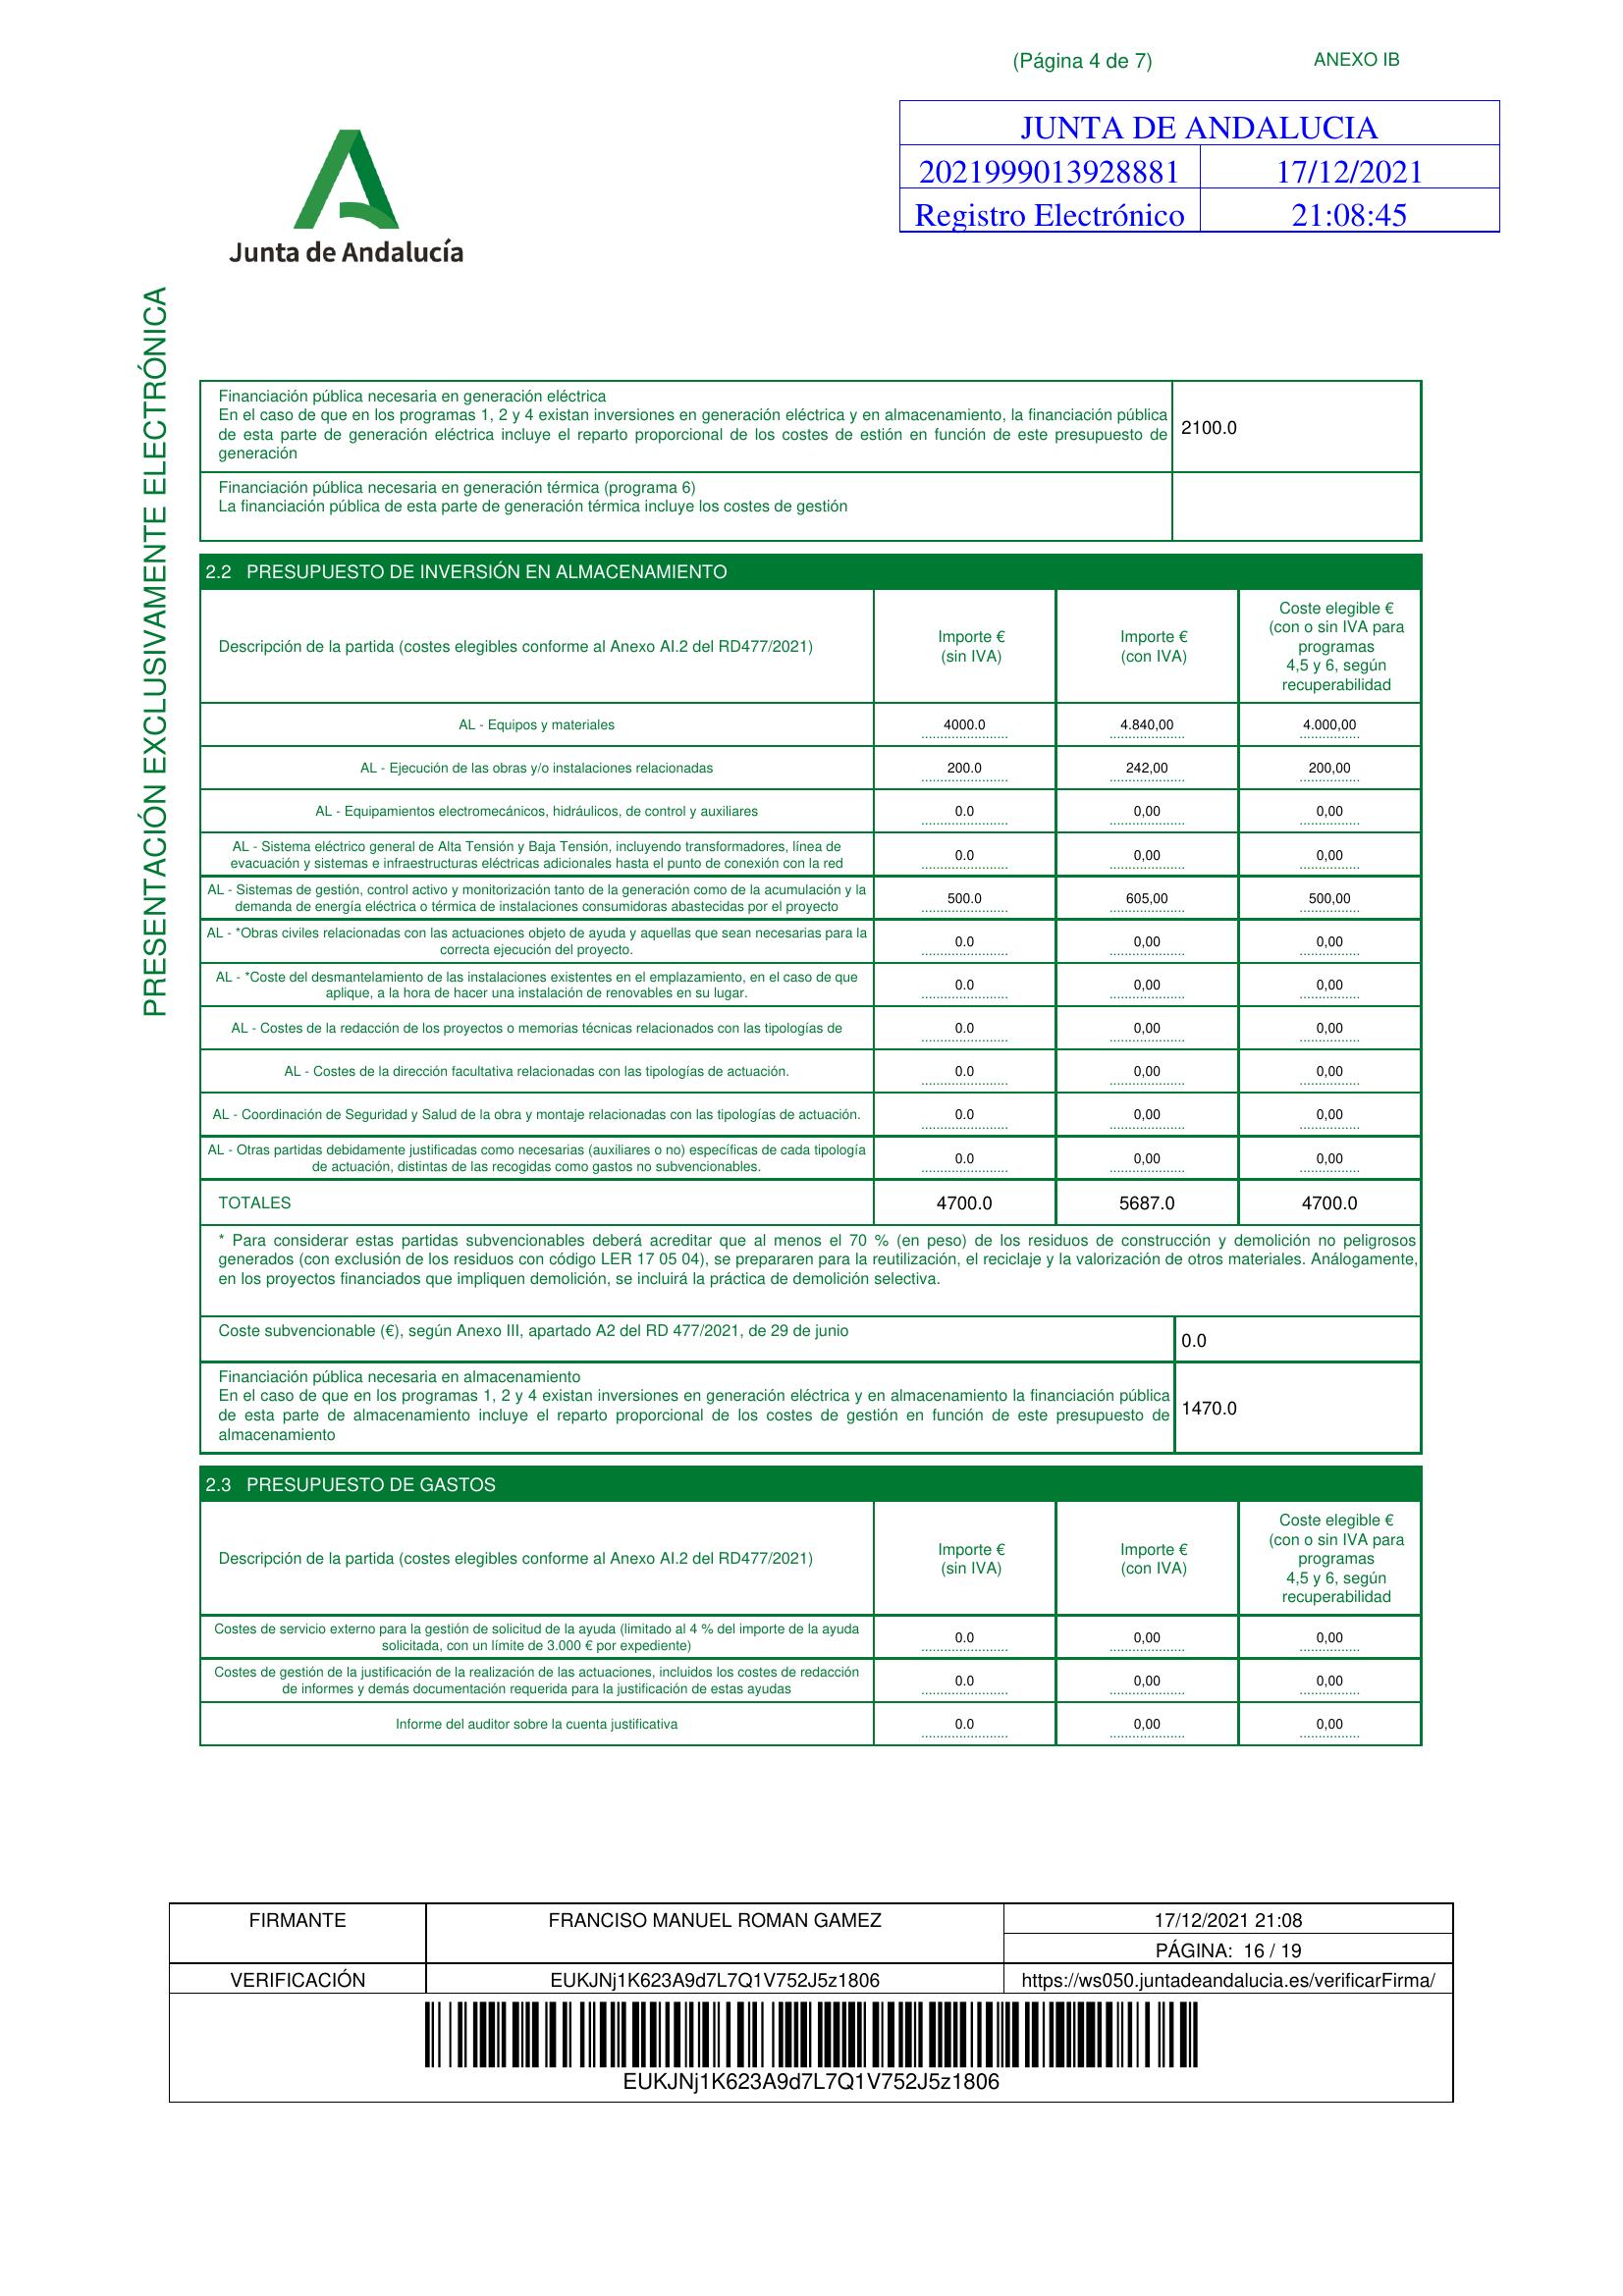 (Página 4 de 7)
ANEXO IB
JUNTA DE ANDALUCIA
2021999013928881
17/12/2021
Registro Electrónico
21:08:45
Junta de Andalucía
PRESENTACIÓN EXCLUSIVAMENTE ELECTRÓNICA
Financiación pública necesaria en generación eléctrica
En el caso de que en los programas 1, 2 y 4 existan inversiones en generación eléctrica y en almacenamiento, la financiación pública
de esta parte de generación eléctrica incluye el reparto proporcional de los costes de estión en función de este presupuesto de
generación
2100.0
Financiación pública necesaria en generación térmica (programa 6)
La financiación pública de esta parte de generación térmica incluye los costes de gestión
2.2 PRESUPUESTO DE INVERSIÓN EN ALMACENAMIENTO
Descripción de la partida (costes elegibles conforme al Anexo AI.2 del RD477/2021)
Importe €
(sin IVA)
Importe €
(con IVA)
Coste elegible €
(con o sin IVA para
programas
4,5 y 6, según
recuperabilidad
AL - Equipos y materiales
4000.0
4.840,00
4.000,00
AL - Ejecución de las obras y/o instalaciones relacionadas
200.0
242,00
200,00
AL - Equipamientos electromecánicos, hidráulicos, de control y auxiliares
0.0
0,00
0,00
AL - Sistema eléctrico general de Alta Tensión y Baja Tensión, incluyendo transformadores, línea de
evacuación y sistemas e infraestructuras eléctricas adicionales hasta el punto de conexión con la red
0.0
0,00
0,00
AL - Sistemas de gestión, control activo y monitorización tanto de la generación como de la acumulación y la
demanda de energía eléctrica o térmica de instalaciones consumidoras abastecidas por el proyecto
500.0
605,00
500,00
AL - *Obras civiles relacionadas con las actuaciones objeto de ayuda y aquellas que sean necesarias para la
correcta ejecución del proyecto.
0.0
0,00
0,00
AL - *Coste del desmantelamiento de las instalaciones existentes en el emplazamiento, en el caso de que
aplique, a la hora de hacer una instalación de renovables en su lugar.
0.0
0,00
0,00
AL - Costes de la redacción de los proyectos o memorias técnicas relacionados con las tipologías de
0.0
0,00
0,00
AL - Costes de la dirección facultativa relacionadas con las tipologías de actuación.
0.0
0,00
0,00
AL - Coordinación de Seguridad y Salud de la obra y montaje relacionadas con las tipologías de actuación.
0.0
0,00
0,00
AL - Otras partidas debidamente justificadas como necesarias (auxiliares o no) específicas de cada tipología
de actuación, distintas de las recogidas como gastos no subvencionables.
0.0
0,00
0,00
TOTALES
4700.0
5687.0
4700.0
* Para considerar estas partidas subvencionables deberá acreditar que al menos el 70 % (en peso) de los residuos de construcción y demolición no peligrosos
generados (con exclusión de los residuos con código LER 17 05 04), se prepararen para la reutilización, el reciclaje y la valorización de otros materiales. Análogamente,
en los proyectos financiados que impliquen demolición, se incluirá la práctica de demolición selectiva.
Coste subvencionable (€), según Anexo III, apartado A2 del RD 477/2021, de 29 de junio
0.0
Financiación pública necesaria en almacenamiento
En el caso de que en los programas 1, 2 y 4 existan inversiones en generación eléctrica y en almacenamiento la financiación pública
de esta parte de almacenamiento incluye el reparto proporcional de los costes de gestión en función de este presupuesto de
almacenamiento
1470.0
2.3 PRESUPUESTO DE GASTOS
Descripción de la partida (costes elegibles conforme al Anexo AI.2 del RD477/2021)
Importe €
(sin IVA)
Importe €
(con IVA)
Coste elegible €
(con o sin IVA para
programas
4,5 y 6, según
recuperabilidad
Costes de servicio externo para la gestión de solicitud de la ayuda (limitado al 4 % del importe de la ayuda
solicitada, con un límite de 3.000 € por expediente)
0.0
0,00
0,00
Costes de gestión de la justificación de la realización de las actuaciones, incluidos los costes de redacción
de informes y demás documentación requerida para la justificación de estas ayudas
0.0
0,00
0,00
Informe del auditor sobre la cuenta justificativa
0.0
0,00
0,00
FIRMANTE
FRANCISO MANUEL ROMAN GAMEZ
17/12/2021 21:08
PÁGINA: 16 / 19
VERIFICACIÓN
EUKJNj1K623A9d7L7Q1V752J5z1806
https://ws050.juntadeandalucia.es/verificarFirma/
EUKJNj1K623A9d7L7Q1V752J5z1806